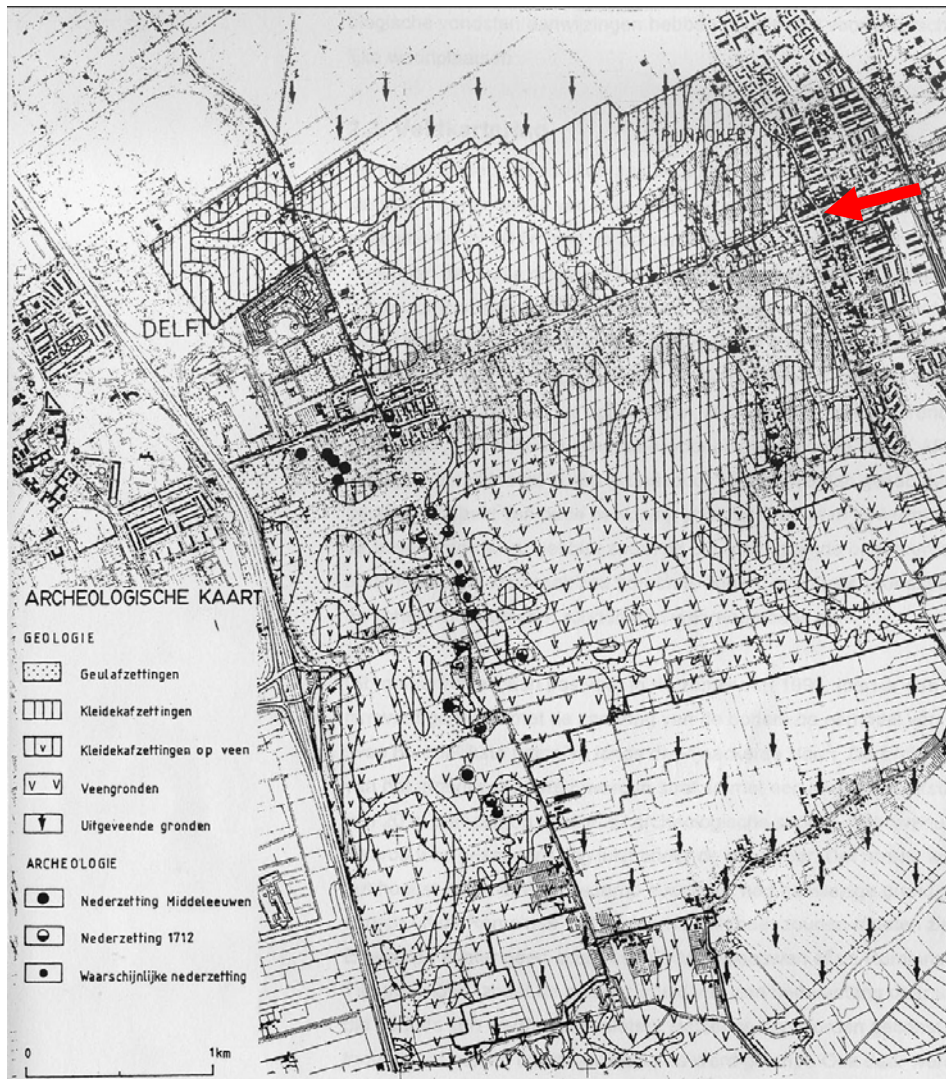 PIJNACKER
DELFT
ARCHEOLOGISCHE KAART
GEOLOGIE
Geulafzettingen
Kleidekafzettingen
Kleidekafzettingen op veen
Veengronden
Uitgeveende gronden
ARCHEOLOGIE
Nederzetting Middeleeuwen
Nederzetting 1712
Waarschijnlijke nederzetting
0 1km